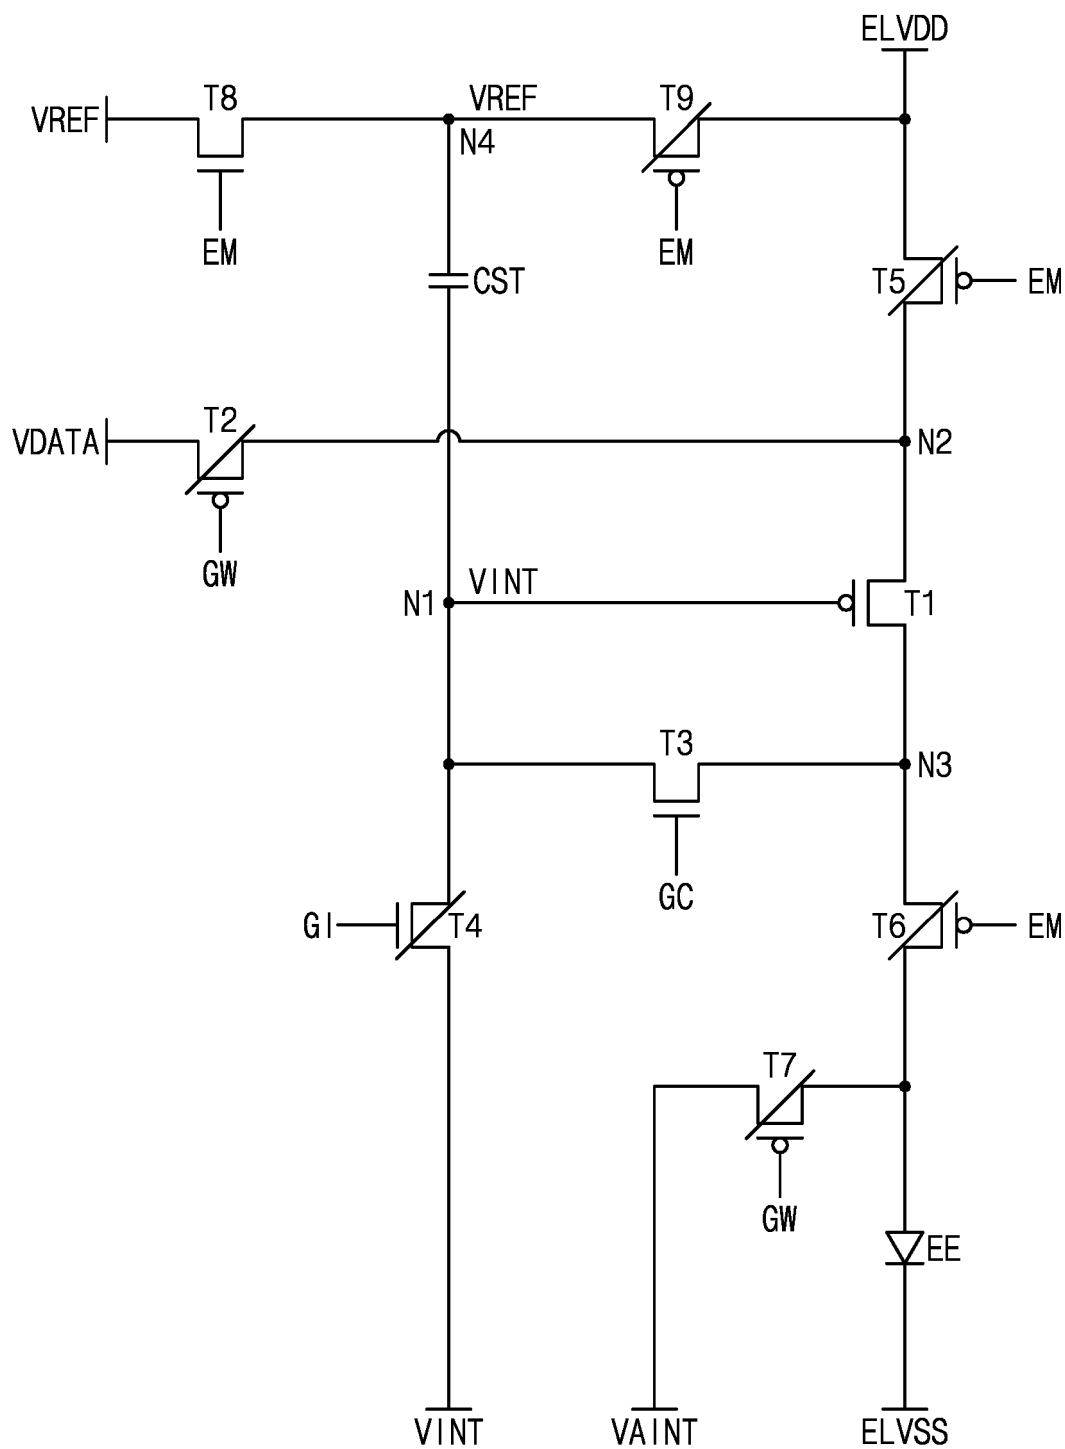 ELVDD
VREF
T8
VREF
N4
T9
EM
EM
CST
T5
EM
VDATA
T2
N2
GW
N1
VINT
T1
T3
N3
GC
GI
T4
T6
EM
T7
GW
EE
VINT
VAINT
ELVSS